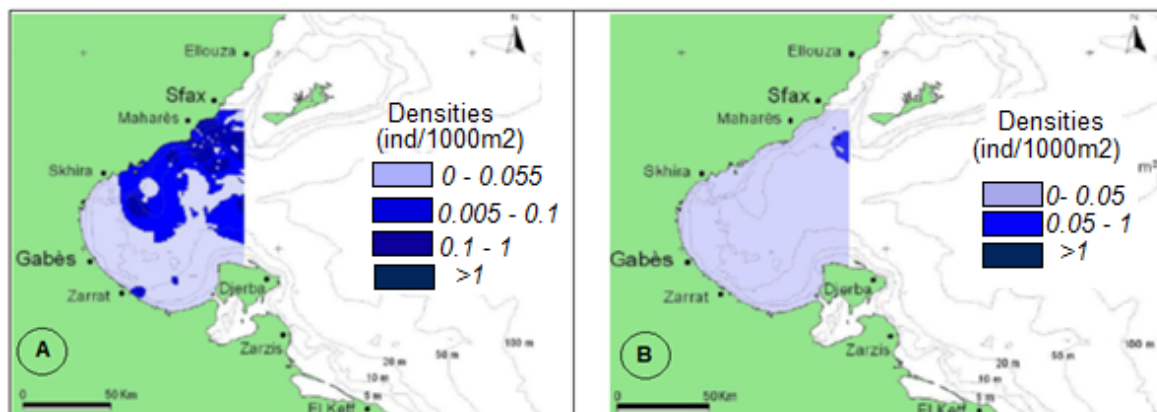 N
Ellouza
Sfax
Maharès
Skhira
Gabès
Zarrat
Djerba
Zarzis
El Keff
Densities
(ind/1000m2)
0 - 0.055
0.005 - 0.1
0.1 - 1
>1
20 m
50 m
100 m
10 m
5 m
A
0
50 Km
N
Ellouza
Sfax
Maharès
Skhira
Gabès
Zarrat
Djerba
Zarzis
El Keff
Densities
(ind/1000m2)
m³
0- 0.05
0.05 - 1
>1
20 m
50 m
100 m
10 m
5 m
B
0
50 Km